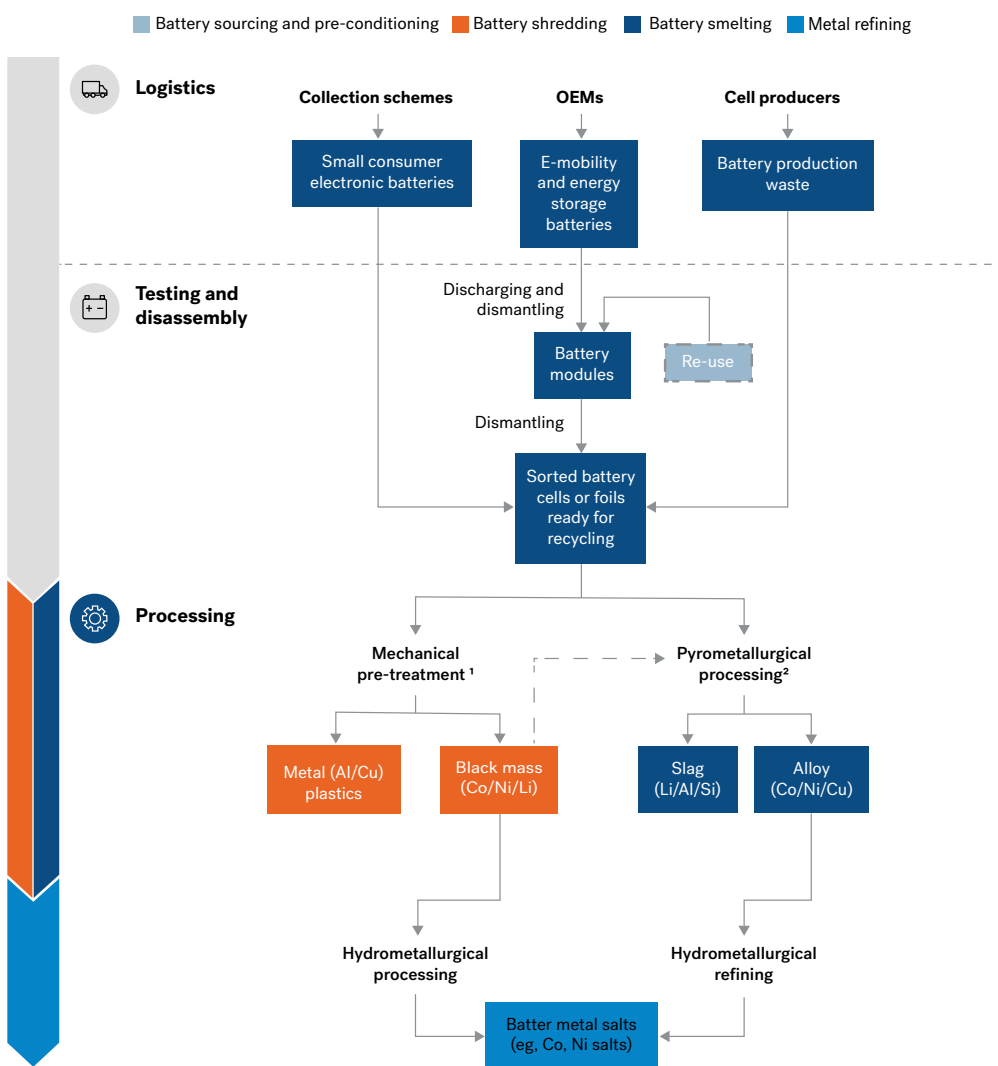 Battery sourcing and pre-conditioning
Battery shredding
Battery smelting
Metal refining
Logistics
Collection schemes
OEMs
Cell producers
Small consumer
electronic batteries
E-mobility
and energy
storage
batteries
Battery production
waste
Testing and
disassembly
Discharging and
dismantling
Battery
modules
Re-use
Dismantling
Sorted battery
cells or foils
ready for
recycling
Processing
Mechanical
pre-treatment ¹
Pyrometallurgical
processing²
Metal (Al/Cu)
plastics
Black mass
(Co/Ni/Li)
Slag
(Li/Al/Si)
Alloy
(Co/Ni/Cu)
Hydrometallurgical
processing
Hydrometallurgical
refining
Batter metal salts
(eg, Co, Ni salts)